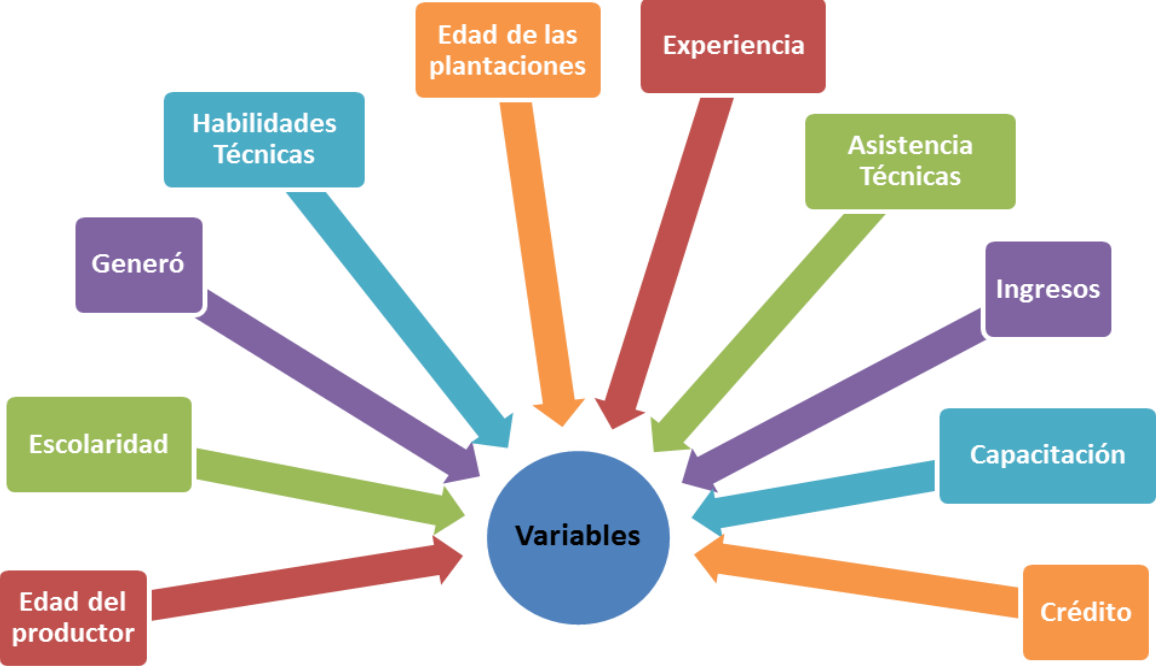 Edad de las
plantaciones
Experiencia
Habilidades
Técnicas
Asistencia
Técnicas
Generó
Ingresos
Escolaridad
Capacitación
Variables
Edad del
productor
Crédito